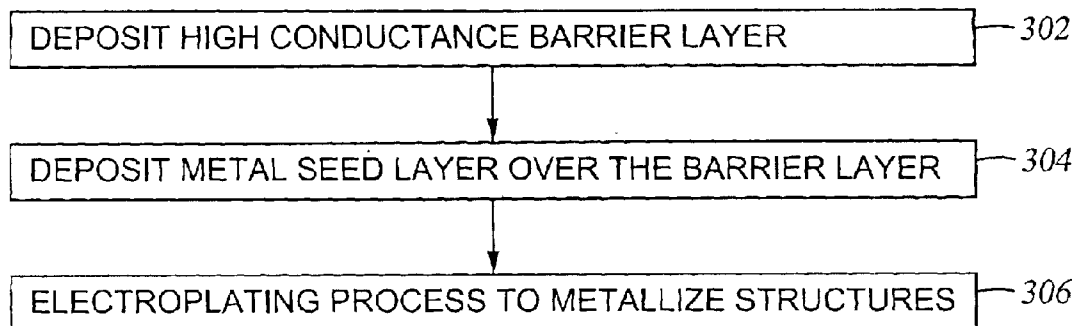 DEPOSIT HIGH CONDUCTANCE BARRIER LAYER 302
DEPOSIT METAL SEED LAYER OVER THE BARRIER LAYER 304
ELECTROPLATING PROCESS TO METALLIZE STRUCTURES 306